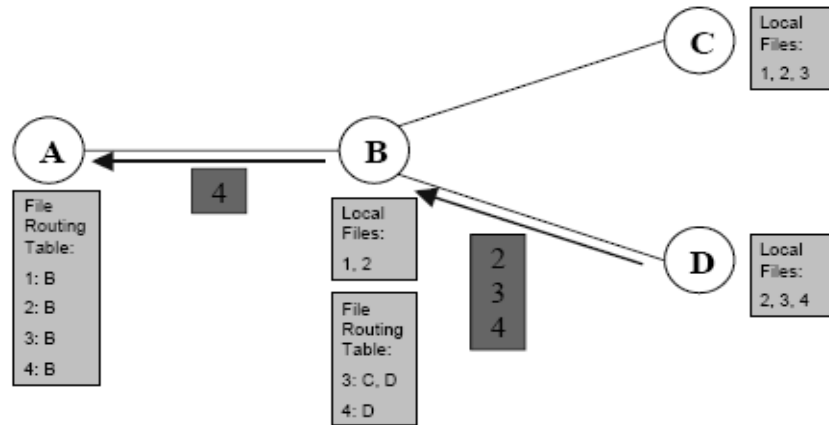 C
Local
Files:
1, 2, 3
A
B
4
File
Routing
Table:
1: B
2: B
3: B
4: B
Local
Files:
1, 2
File
Routing
Table:
3: C, D
4: D
2
3
4
D
Local
Files:
2, 3, 4